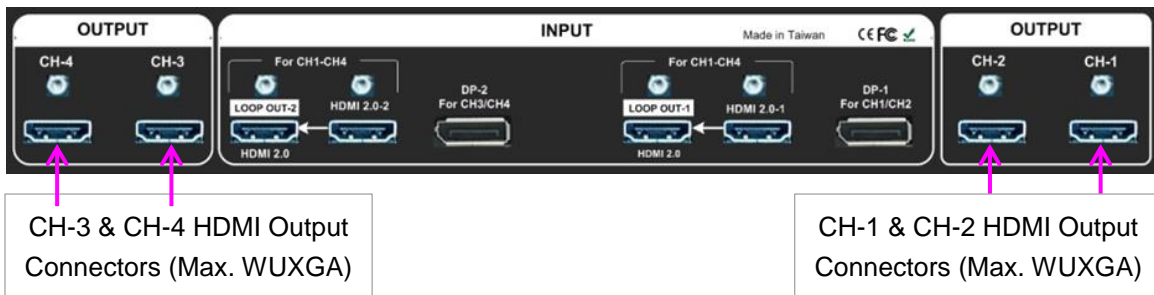 OUTPUT
CH-4
CH-3
INPUT
Made in Taiwan
CE FC
For CH1-CH4
LOOP OUT-2
HDMI 2.0-2
HDMI 2.0
DP-2
For CH3/CH4
For CH1-CH4
LOOP OUT-1
HDMI 2.0-1
HDMI 2.0
DP-1
For CH1/CH2
OUTPUT
CH-2
CH-1
CH-3 & CH-4 HDMI Output
Connectors (Max. WUXGA)
CH-1 & CH-2 HDMI Output
Connectors (Max. WUXGA)